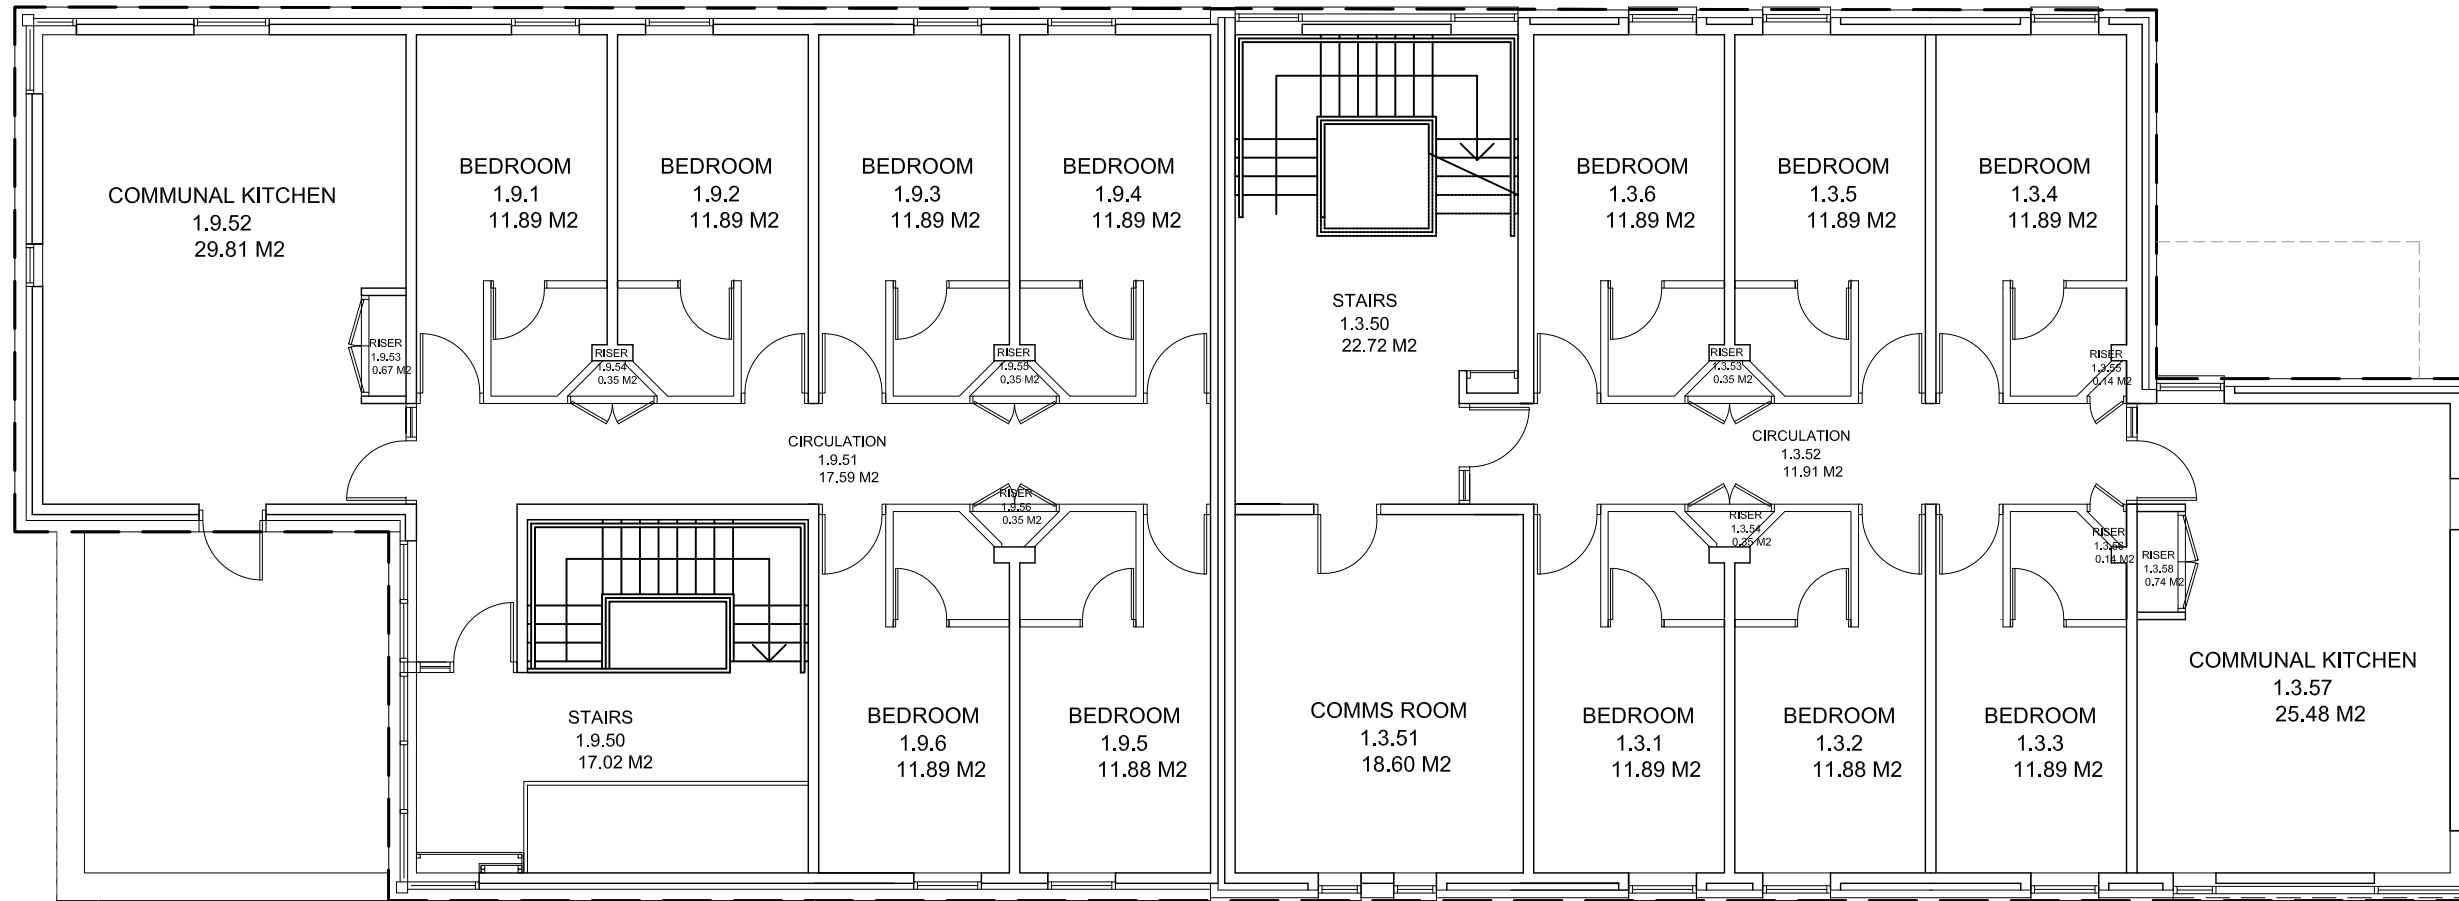 COMMUNAL KITCHEN
1.9.52
29.81 M2
BEDROOM
1.9.1
11.89 M2
BEDROOM
1.9.2
11.89 M2
BEDROOM
1.9.3
11.89 M2
BEDROOM
1.9.4
11.89 M2
STAIRS
1.3.50
22.72 M2
BEDROOM
1.3.6
11.89 M2
BEDROOM
1.3.5
11.89 M2
BEDROOM
1.3.4
11.89 M2
RISER
1.9.53
0.67 M2
RISER
1.9.54
0.35 M2
RISER
1.9.55
0.35 M2
RISER
1.3.53
0.35 M2
RISER
1.3.55
0.14 M2
CIRCULATION
1.9.51
17.59 M2
CIRCULATION
1.3.52
11.91 M2
RISER
1.9.56
0.35 M2
RISER
1.3.54
0.35 M2
RISER
1.3.56
0.14 M2
RISER
1.3.58
0.74 M2
STAIRS
1.9.50
17.02 M2
BEDROOM
1.9.6
11.89 M2
BEDROOM
1.9.5
11.88 M2
COMMS ROOM
1.3.51
18.60 M2
BEDROOM
1.3.1
11.89 M2
BEDROOM
1.3.2
11.88 M2
BEDROOM
1.3.3
11.89 M2
COMMUNAL KITCHEN
1.3.57
25.48 M2